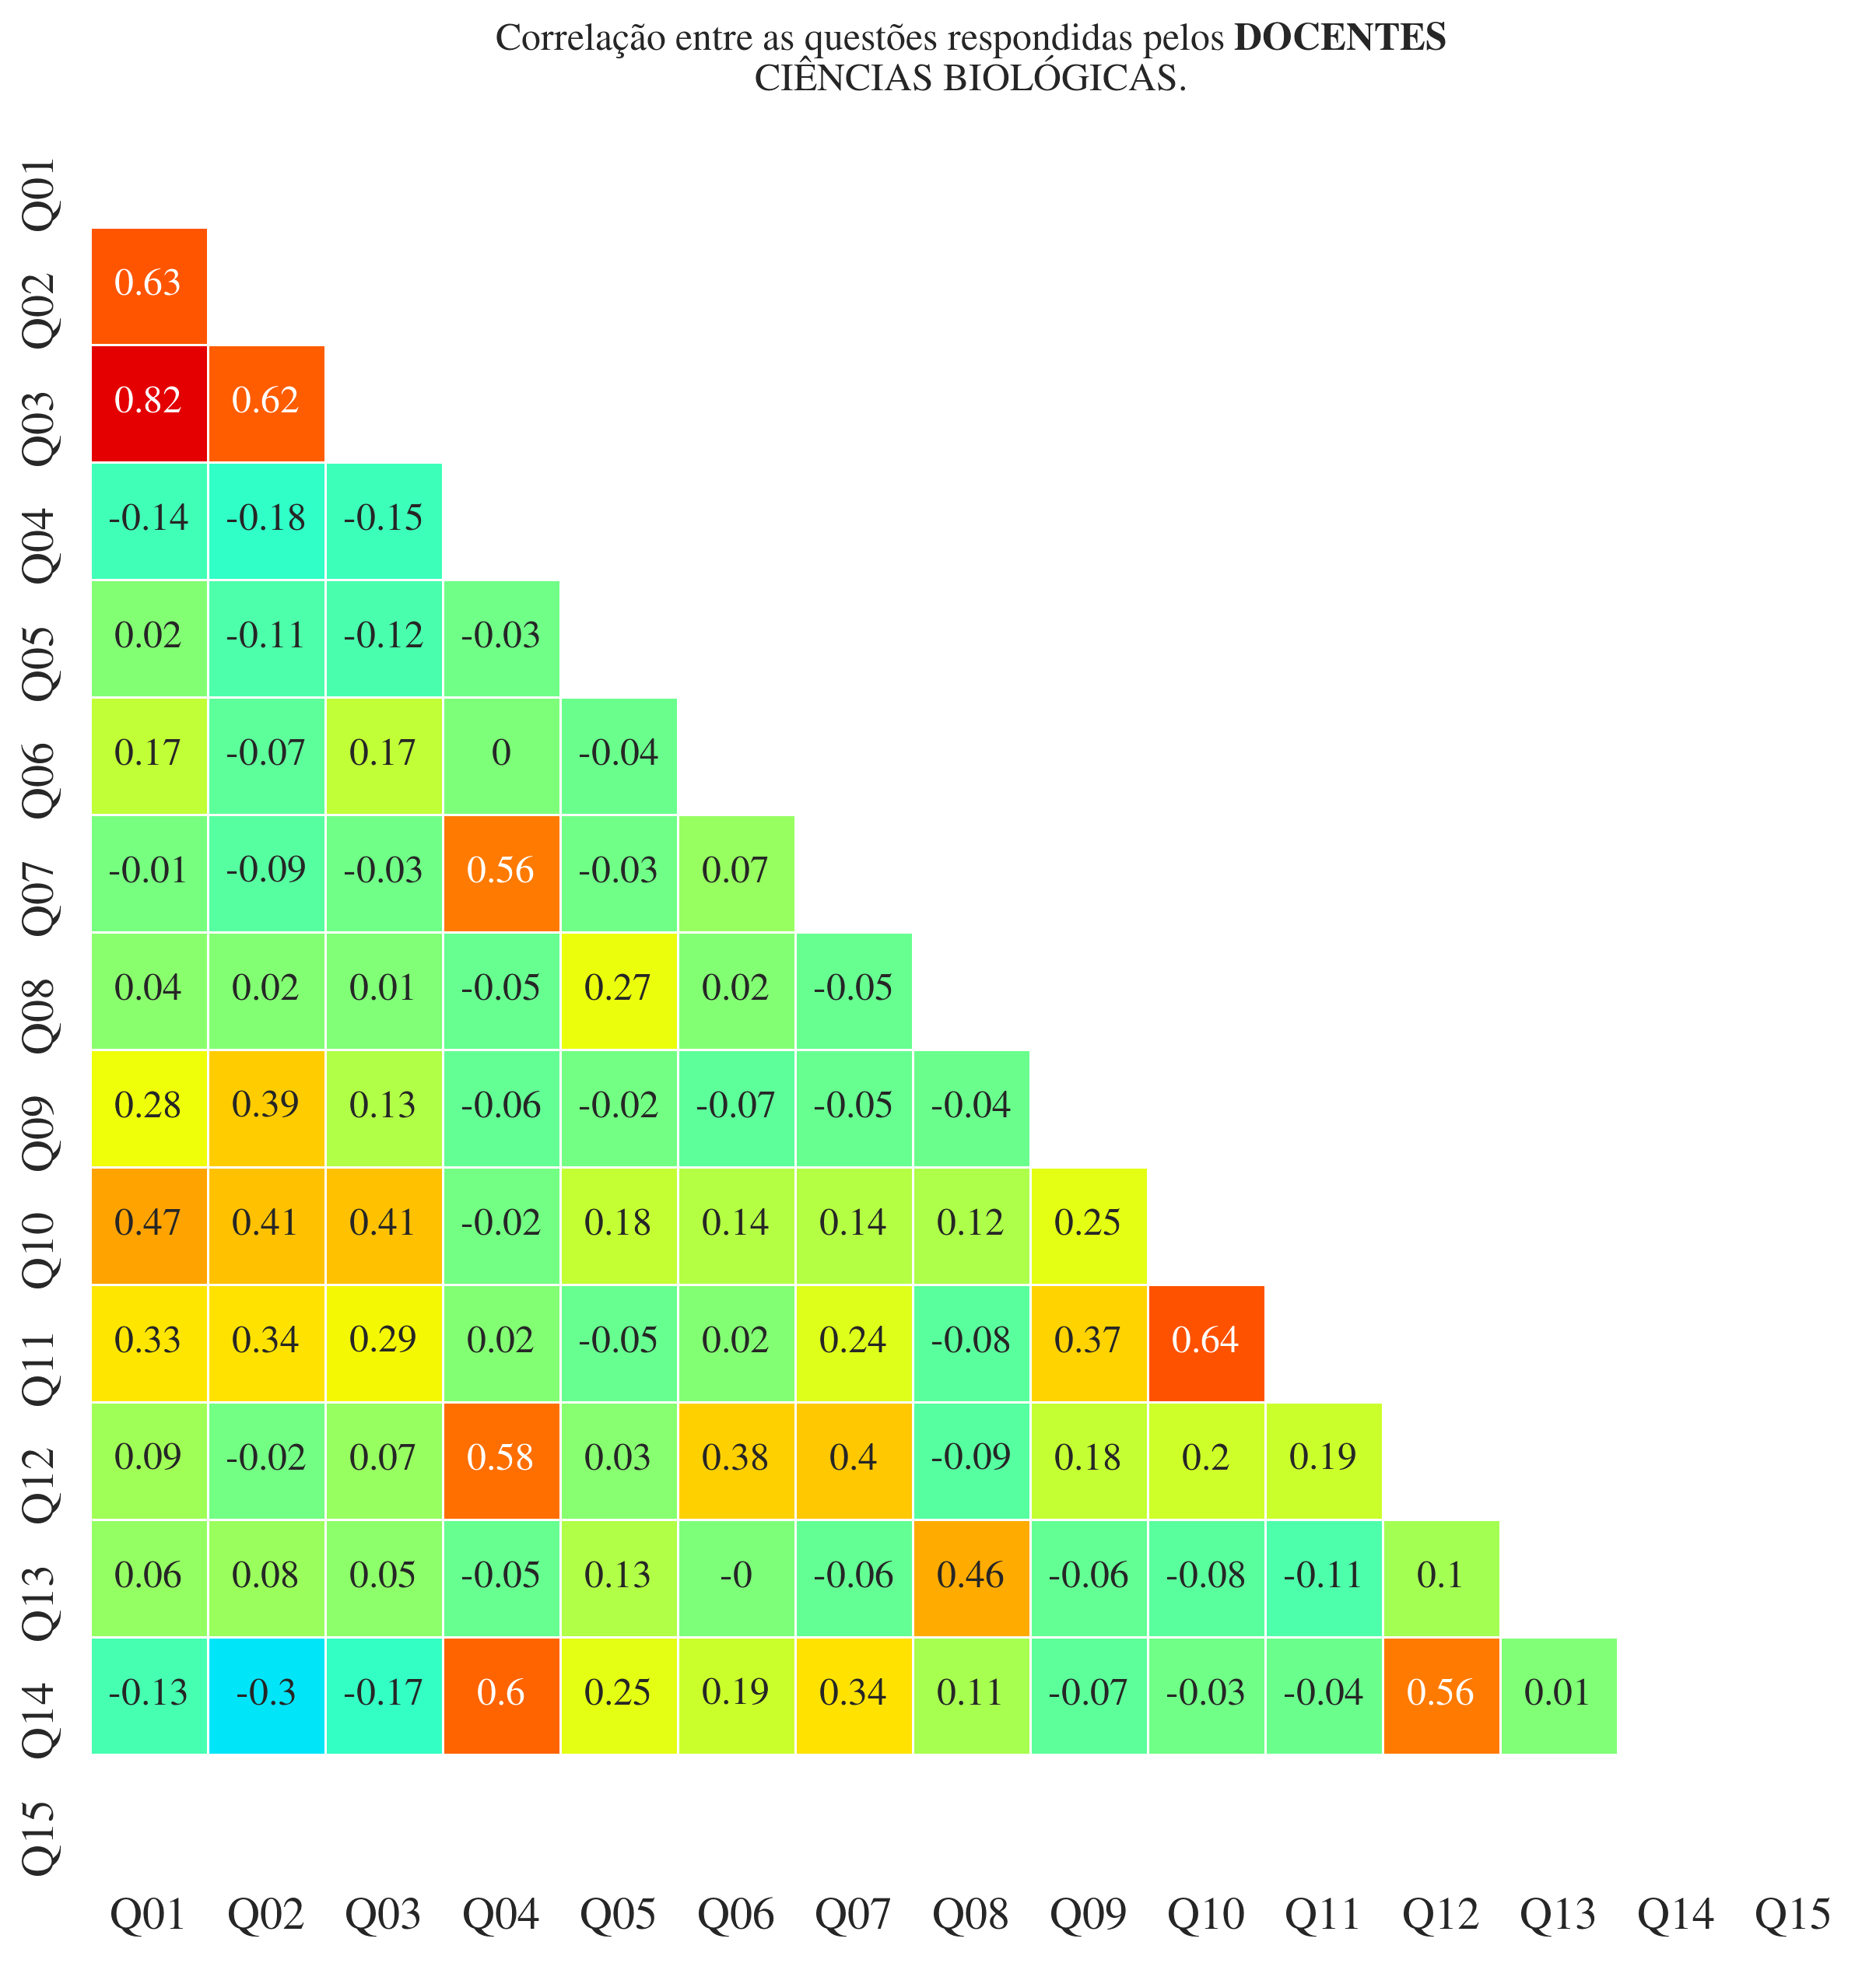 Correlação entre as questões respondidas pelos DOCENTES
CIÊNCIAS BIOLÓGICAS.
Q01
Q02 0.63
Q03 0.82 0.62
Q04 -0.14 -0.18 -0.15
Q05 0.02 -0.11 -0.12 -0.03
Q06 0.17 -0.07 0.17 0 -0.04
Q07 -0.01 -0.09 -0.03 0.56 -0.03 0.07
Q08 0.04 0.02 0.01 -0.05 0.27 0.02 -0.05
Q09 0.28 0.39 0.13 -0.06 -0.02 -0.07 -0.05 -0.04
Q10 0.47 0.41 0.41 -0.02 0.18 0.14 0.14 0.12 0.25
Q11 0.33 0.34 0.29 0.02 -0.05 0.02 0.24 -0.08 0.37 0.64
Q12 0.09 -0.02 0.07 0.58 0.03 0.38 0.4 -0.09 0.18 0.2 0.19
Q13 0.06 0.08 0.05 -0.05 0.13 -0 -0.06 0.46 -0.06 -0.08 -0.11 0.1
Q14 -0.13 -0.3 -0.17 0.6 0.25 0.19 0.34 0.11 -0.07 -0.03 -0.04 0.56 0.01
Q15
Q01 Q02 Q03 Q04 Q05 Q06 Q07 Q08 Q09 Q10 Q11 Q12 Q13 Q14 Q15